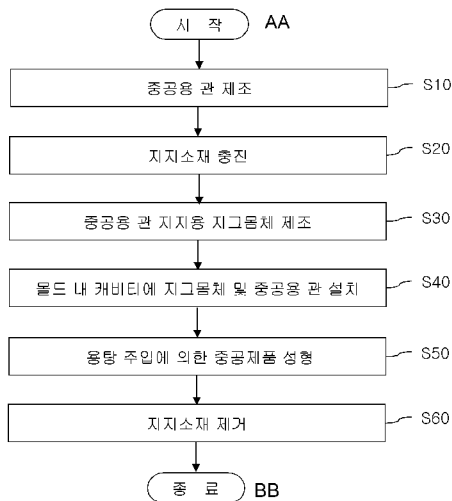 시 작 AA
중공용 관 제조 S10
지지소재 충진 S20
중공용 관 지지용 지그몸체 제조 S30
몰드 내 캐비티에 지그몸체 및 중공용 관 설치 S40
용탕 주입에 의한 중공제품 성형 S50
지지소재 제거 S60
종 료 BB